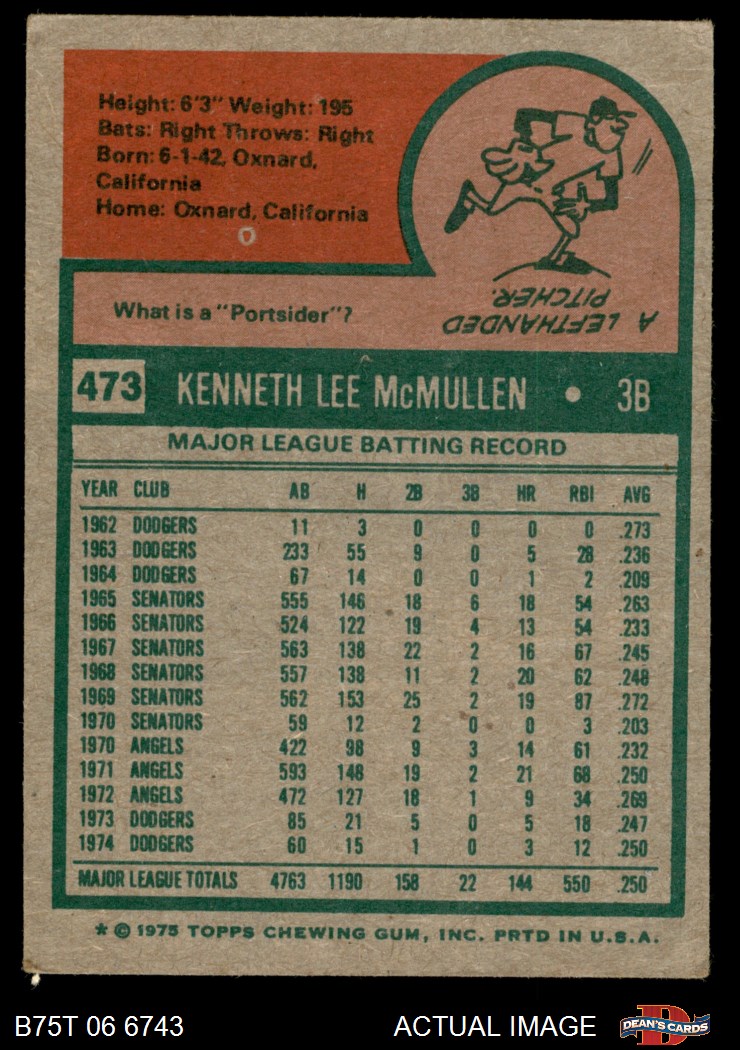 Height: 6'3" Weight: 195
Bats: Right Throws: Right
Born: 6-1-42, Oxnard,
California
Home: Oxnard, California
What is a "Portsider"?
A LEFTHANDED
PITCHER.
473 KENNETH LEE McMULLEN • 3B
MAJOR LEAGUE BATTING RECORD
YEAR CLUB AB H 2B 3B HR RBI AVG
1962 DODGERS 11 3 0 0 0 0 .273
1963 DODGERS 233 55 9 0 5 28 .236
1964 DODGERS 67 14 0 0 1 2 .209
1965 SENATORS 555 146 18 6 18 54 .263
1966 SENATORS 524 122 19 4 13 54 .233
1967 SENATORS 563 138 22 2 16 67 .245
1968 SENATORS 557 138 11 2 20 62 .248
1969 SENATORS 562 153 25 2 19 87 .272
1970 SENATORS 59 12 2 0 0 3 .203
1970 ANGELS 422 98 9 3 14 61 .232
1971 ANGELS 593 148 19 2 21 68 .250
1972 ANGELS 472 127 18 1 9 34 .269
1973 DODGERS 85 21 5 0 5 18 .247
1974 DODGERS 60 15 1 0 3 12 .250
MAJOR LEAGUE TOTALS 4763 1190 158 22 144 550 .250
* © 1975 TOPPS CHEWING GUM, INC. PRTD IN U.S.A.
B75T 06 6743 ACTUAL IMAGE D DEAN'S CARDS